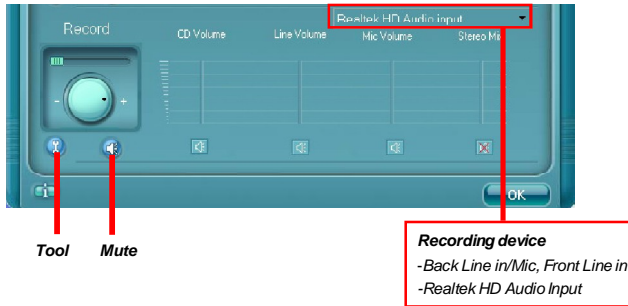 Realtek HD Audio input
Record
CD Volume
Line Volume
Mic Volume
Stereo Mix
- +
OK
Tool
Mute
Recording device
-Back Line in/Mic, Front Line in
-Realtek HD Audio Input